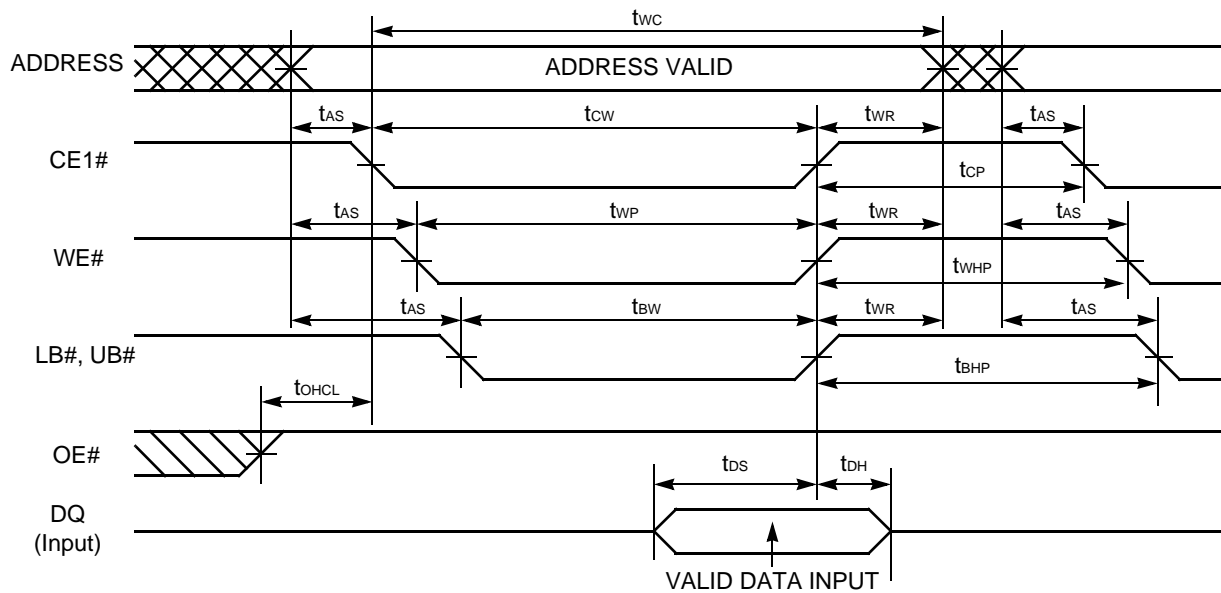 tWC
ADDRESS
ADDRESS VALID
tAS tCW tWR tAS
CE1#
tCP
tAS tWP tWR tAS
WE#
tWHP
tAS tBW tWR tAS
LB#, UB#
tBHP
tOHCL
OE#
tDS tDH
DQ
(Input)
VALID DATA INPUT